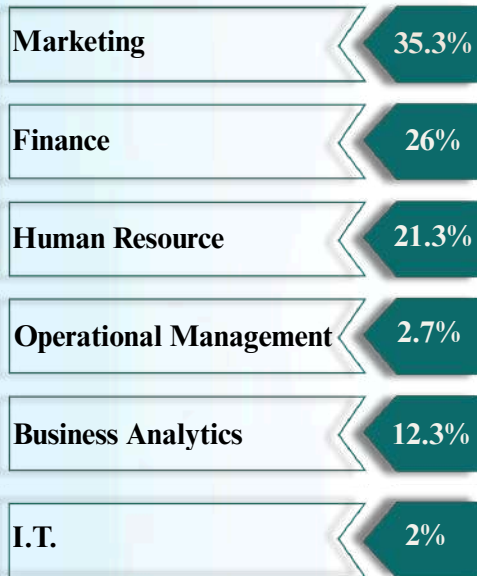 Marketing 35.3%
Finance 26%
Human Resource 21.3%
Operational Management 2.7%
Business Analytics 12.3%
I.T. 2%